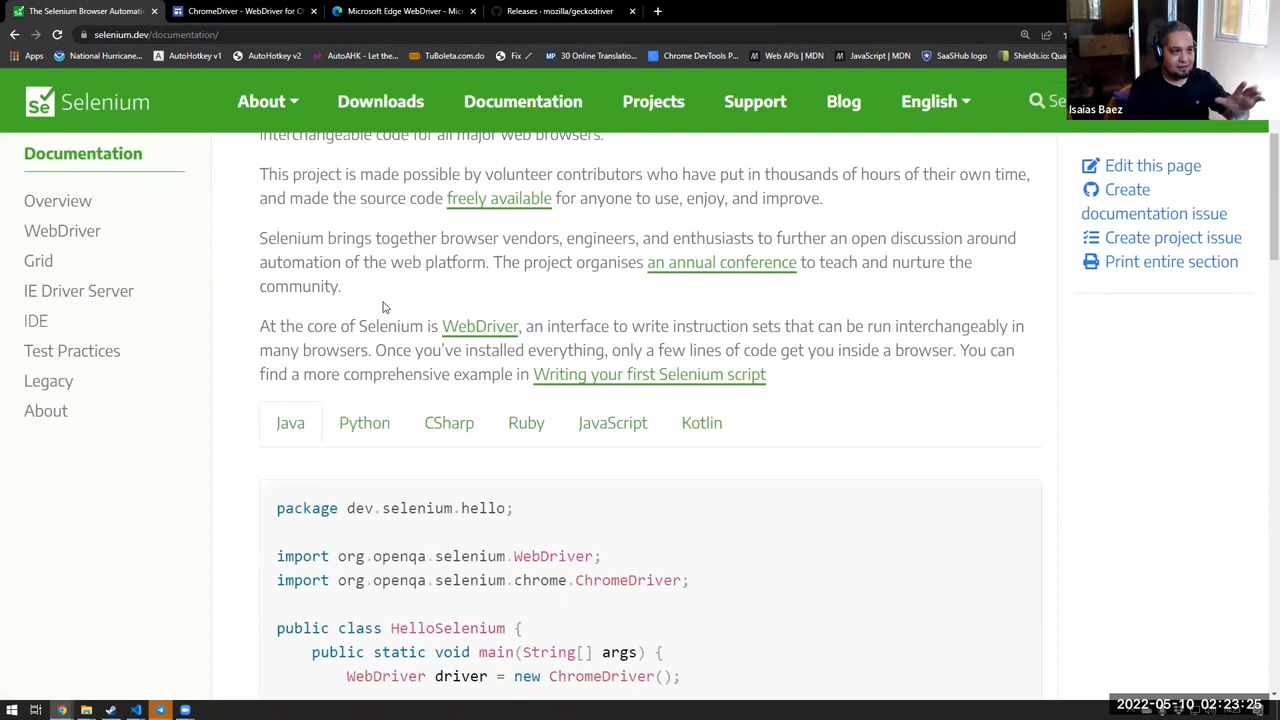 The Selenium Browser Automati
ChromeDriver - WebDriver for C
Microsoft Edge WebDriver - Mic
Releases · mozilla/geckodriver
selenium.dev/documentation/
Apps
National Hurricane...
AutoHotkey v1
AutoHotkey v2
AutoAHK - Let the...
TuBoleta.com.do
Fix
30 Online Translatio...
Chrome DevTools P...
Web APIs | MDN
JavaScript | MDN
SaaSHub logo
Shields.io: Qua
Isaias Baez
Se Selenium
About
Downloads
Documentation
Projects
Support
Blog
English
Se
Documentation
Overview
WebDriver
Grid
IE Driver Server
IDE
Test Practices
Legacy
About
interchangeable code for all major web browsers.
This project is made possible by volunteer contributors who have put in thousands of hours of their own time,
and made the source code freely available for anyone to use, enjoy, and improve.
Selenium brings together browser vendors, engineers, and enthusiasts to further an open discussion around
automation of the web platform. The project organises an annual conference to teach and nurture the
community.
At the core of Selenium is WebDriver, an interface to write instruction sets that can be run interchangeably in
many browsers. Once you've installed everything, only a few lines of code get you inside a browser. You can
find a more comprehensive example in Writing your first Selenium script
Java
Python
CSharp
Ruby
JavaScript
Kotlin
package dev.selenium.hello;
import org.openqa.selenium.WebDriver;
import org.openqa.selenium.chrome.ChromeDriver;
public class HelloSelenium {
public static void main(String[] args) {
WebDriver driver = new ChromeDriver();
Edit this page
Create
documentation issue
Create project issue
Print entire section
2022-05-10 02:23:25